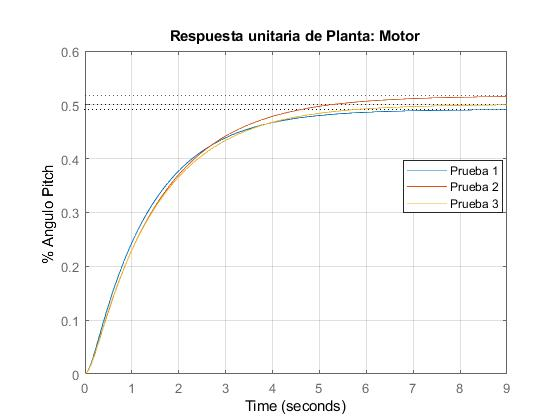 Respuesta unitaria de Planta: Motor
% Angulo Pitch
0.6
0.5
0.4
0.3
0.2
0.1
0
Prueba 1
Prueba 2
Prueba 3
0 1 2 3 4 5 6 7 8 9
Time (seconds)